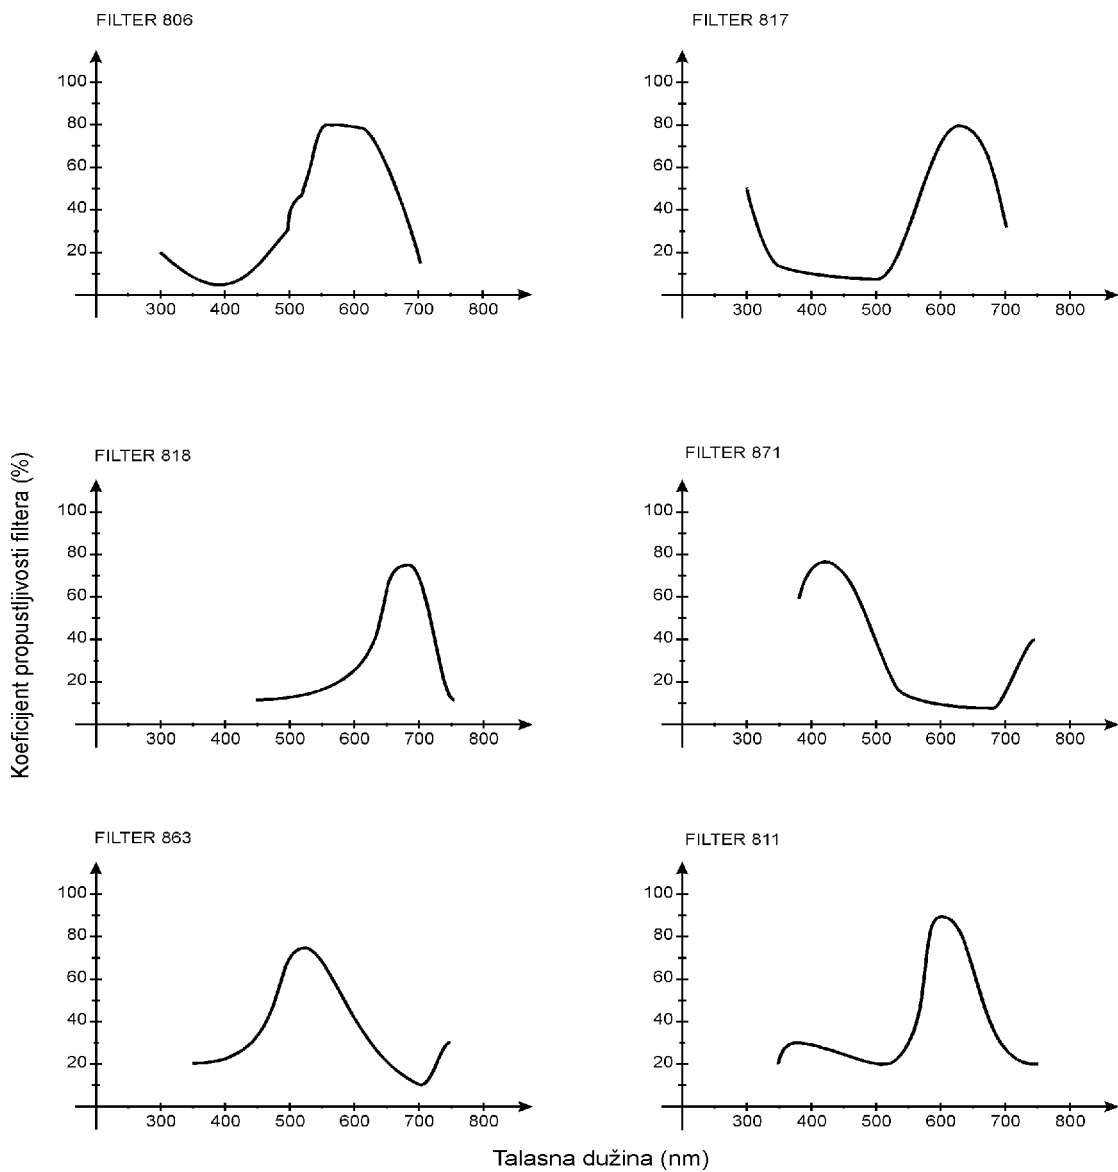 FILTER 806
100
80
60
40
20
300 400 500 600 700 800
FILTER 817
100
80
60
40
20
300 400 500 600 700 800
Koeficijent propustljivosti filtera (%)
FILTER 818
100
80
60
40
20
300 400 500 600 700 800
FILTER 871
100
80
60
40
20
300 400 500 600 700 800
FILTER 863
100
80
60
40
20
300 400 500 600 700 800
FILTER 811
100
80
60
40
20
300 400 500 600 700 800
Talasna dužina (nm)